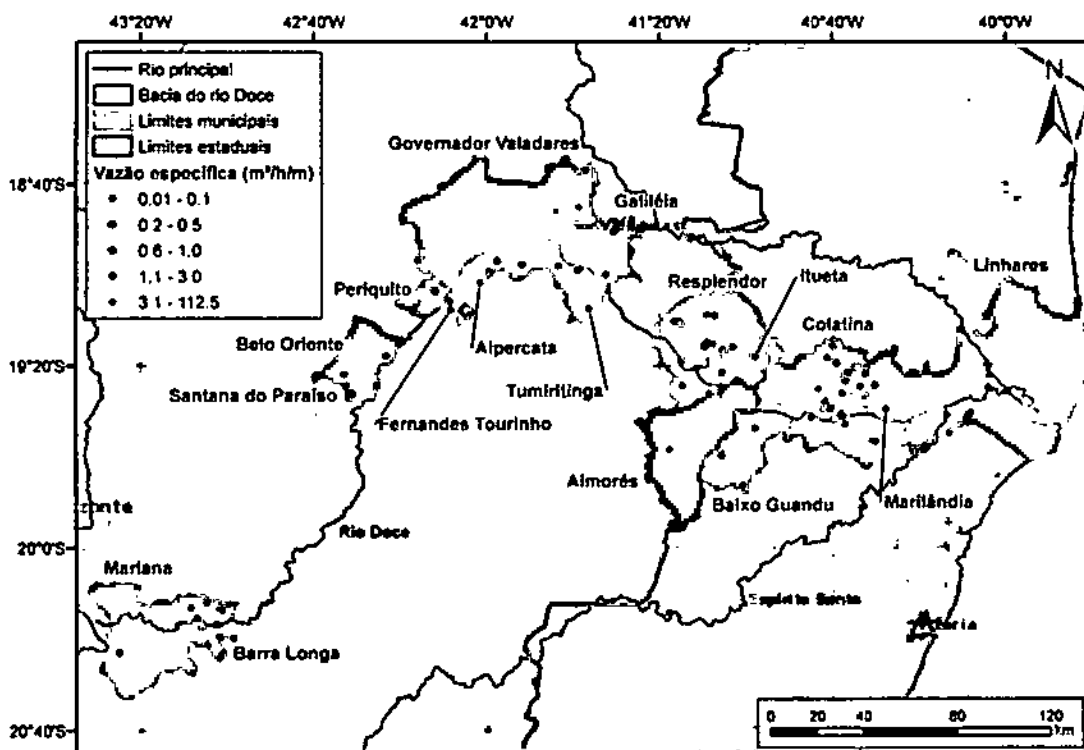 43°20'W 42°40'W 42°0'W 41°20'W 40°40'W 40°0'W
Rio principal
Bacia do rio Doce
Limites municipais
Limites estaduais
Vazão específica (m³/h/m)
0.01 - 0.1
0.2 - 0.5
0.6 - 1.0
1.1 - 3.0
3.1 - 112.5
N
Governador Valadares
18°40'S
Galiléia
Itueta
Linhares
Resplendor
Periquito
Colatina
Belo Oriente
Alpercata
19°20'S
Santana do Paraíso
Tumiritinga
Fernandes Tourinho
Aimorés
Baixo Guandu
Marilândia
Rio Doce
20°0'S
Mariana
Espírito Santo
Barra Longa
20°40'S
0 20 40 80 120
km